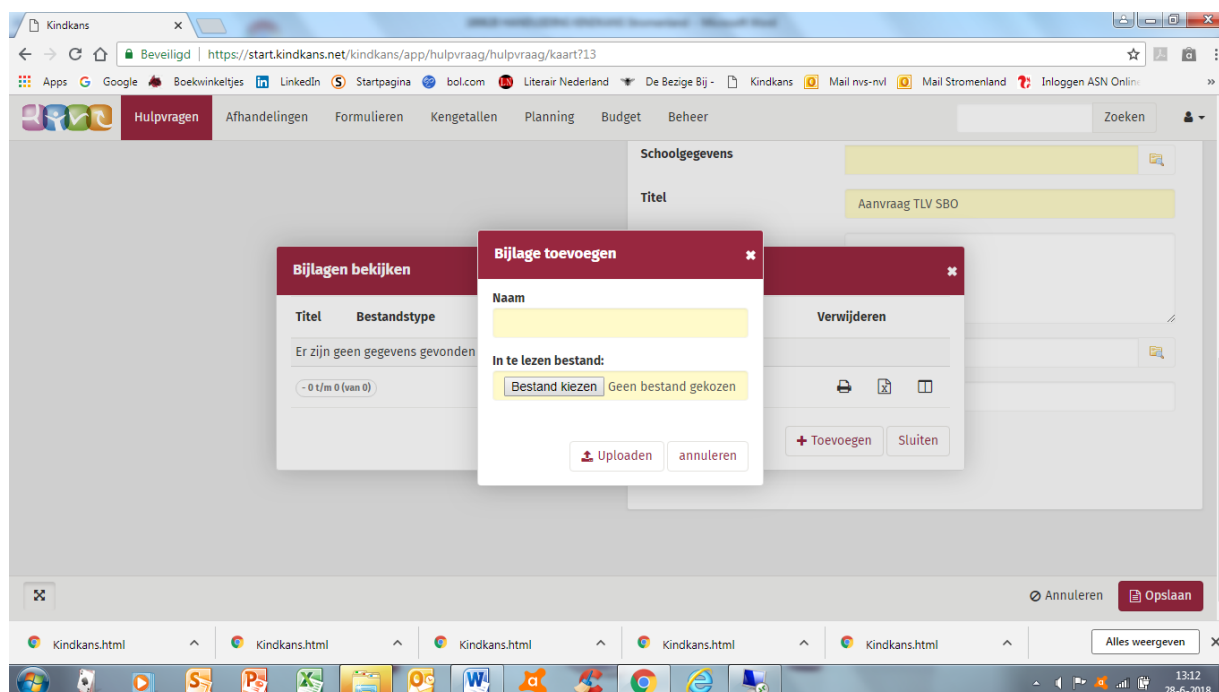 Kindkans
Beveiligd https://start.kindkans.net/kindkans/app/hulpvraag/hulpvraag/kaart?13
Apps Google Boekwinkeltjes LinkedIn Startpagina bol.com Literair Nederland De Bezige Bij - Kindkans Mail nvs-nvl Mail Stromenland Inloggen ASN Online »
Hulpvragen Afhandelingen Formulieren Kengetallen Planning Budget Beheer Zoeken
Schoolgegevens
Titel Aanvraag TLV SBO
Bijlagen bekijken
Titel Bestandstype Verwijderen
Er zijn geen gegevens gevonden
- 0 t/m 0 (van 0)
+ Toevoegen Sluiten
Bijlage toevoegen
Naam
In te lezen bestand:
Bestand kiezen Geen bestand gekozen
Uploaden annuleren
Annuleren Opslaan
Kindkans.html Kindkans.html Kindkans.html Kindkans.html Kindkans.html Alles weergeven
13:12
28-6-2018